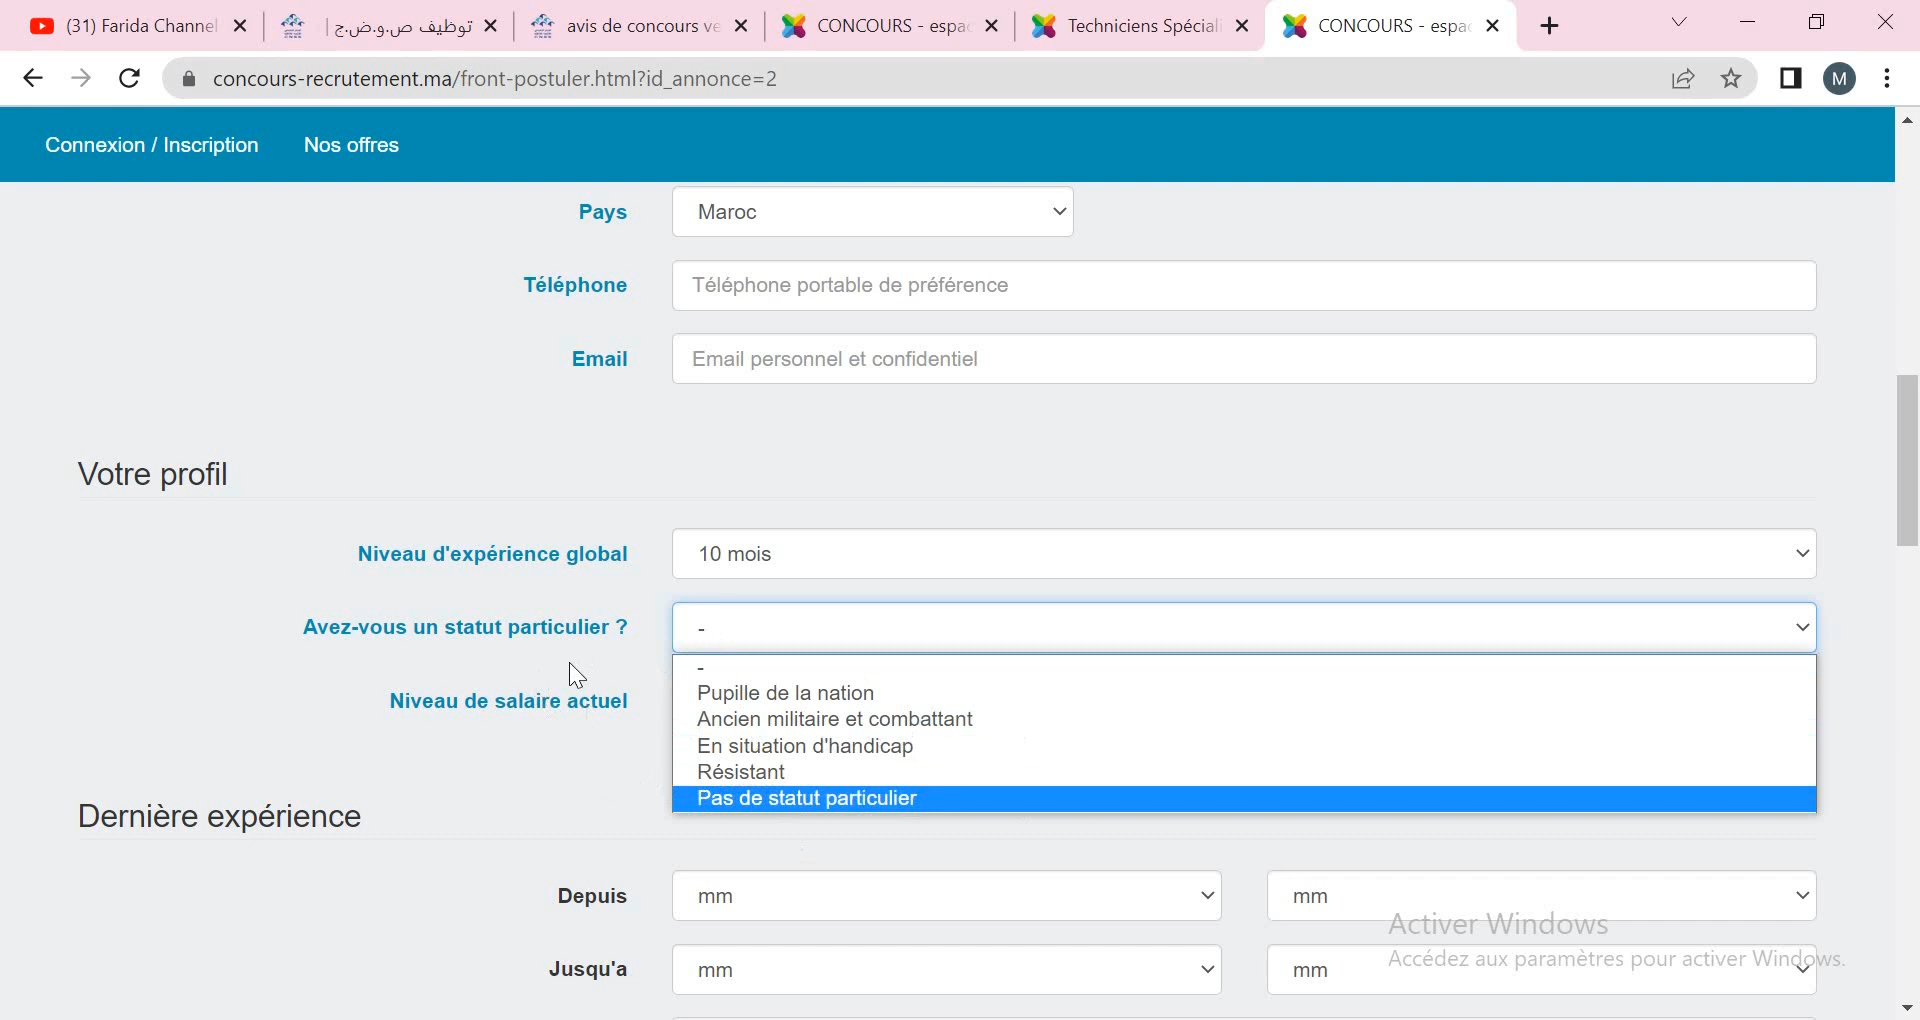 (31) Farida Channel
توظيف ص.و.ض.ج |
avis de concours ve
CONCOURS - espac
Techniciens Spéciali
CONCOURS - espac
concours-recrutement.ma/front-postuler.html?id_annonce=2
M
Connexion / Inscription
Nos offres
Pays
Maroc
Téléphone
Téléphone portable de préférence
Email
Email personnel et confidentiel
Votre profil
Niveau d'expérience global
10 mois
Avez-vous un statut particulier ?
-
-
Pupille de la nation
Niveau de salaire actuel
Ancien militaire et combattant
En situation d'handicap
Résistant
Pas de statut particulier
Dernière expérience
Depuis
mm
mm
Activer Windows
Accédez aux paramètres pour activer Windows.
Jusqu'a
mm
mm